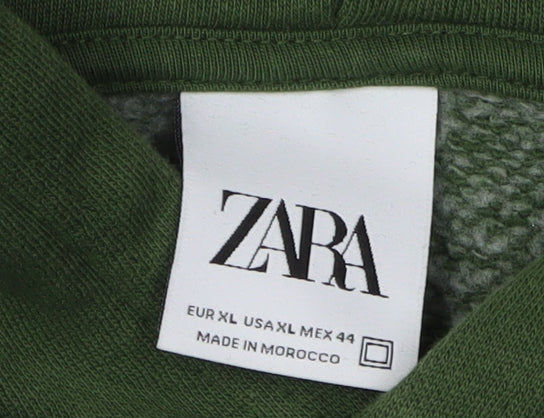 ZARA
EUR XL USA XL MEX 44
MADE IN MOROCCO